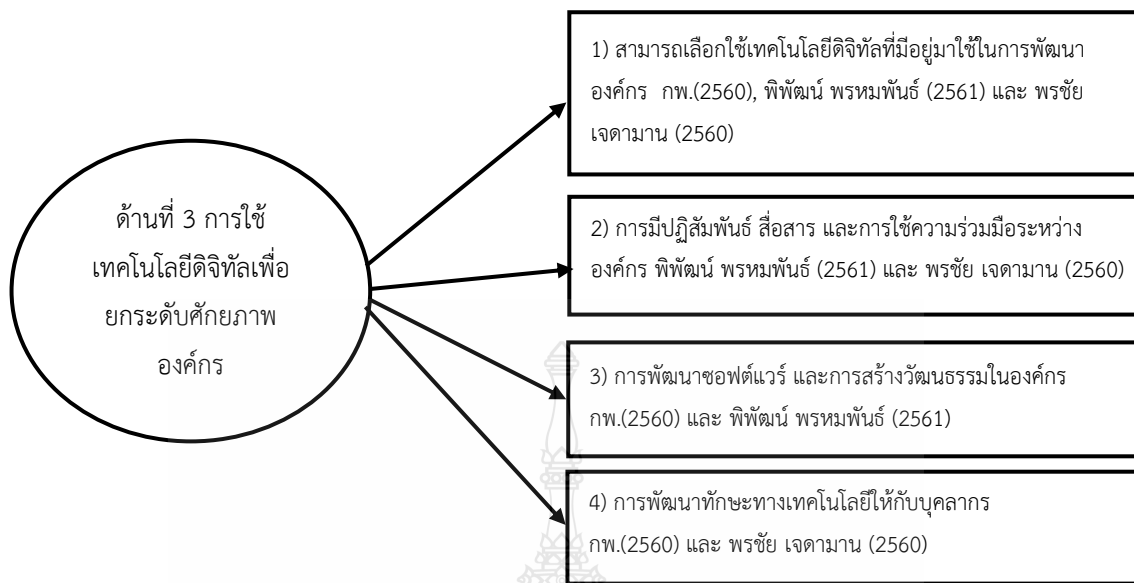 ด้านที่ 3 การใช้
เทคโนโลยีดิจิทัลเพื่อ
ยกระดับศักยภาพ
องค์กร
1) สามารถเลือกใช้เทคโนโลยีดิจิทัลที่มีอยู่มาใช้ในการพัฒนา
องค์กร กพ.(2560), พิพัฒน์ พรหมพันธ์ (2561) และ พรชัย
เจดามาน (2560)
2) การมีปฏิสัมพันธ์ สื่อสาร และการใช้ความร่วมมือระหว่าง
องค์กร พิพัฒน์ พรหมพันธ์ (2561) และ พรชัย เจดามาน (2560)
3) การพัฒนาซอฟต์แวร์ และการสร้างวัฒนธรรมในองค์กร
กพ.(2560) และ พิพัฒน์ พรหมพันธ์ (2561)
4) การพัฒนาทักษะทางเทคโนโลยีให้กับบุคลากร
กพ.(2560) และ พรชัย เจดามาน (2560)